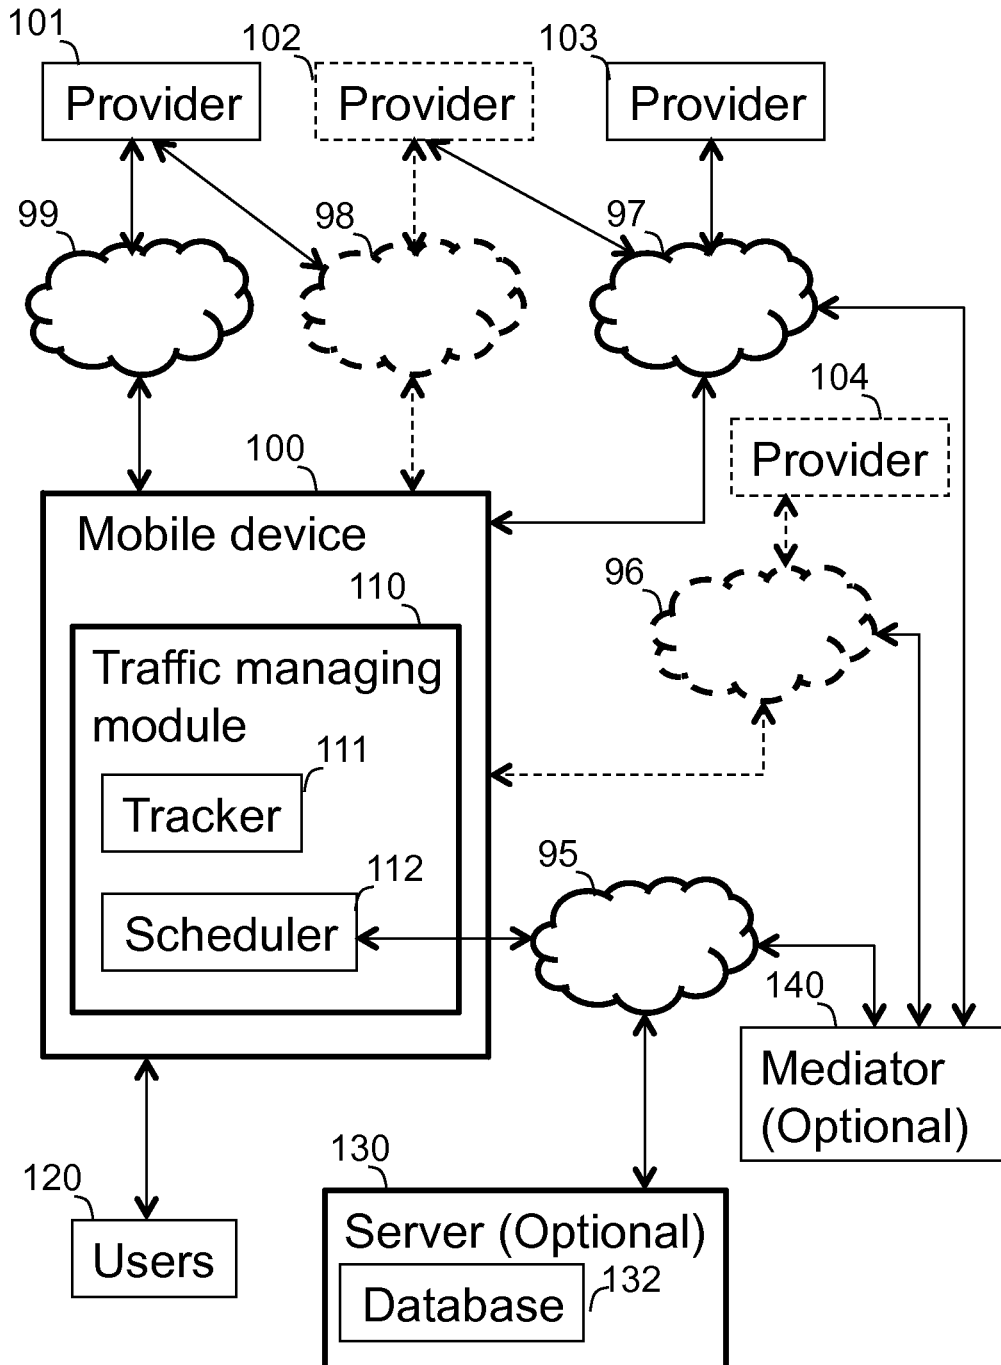 101
102
103
Provider
Provider
Provider
99
98
97
104
Provider
100
Mobile device
96
110
Traffic managing
module
111
Tracker
112
Scheduler
95
140
Mediator
(Optional)
120
Users
130
Server (Optional)
Database
132